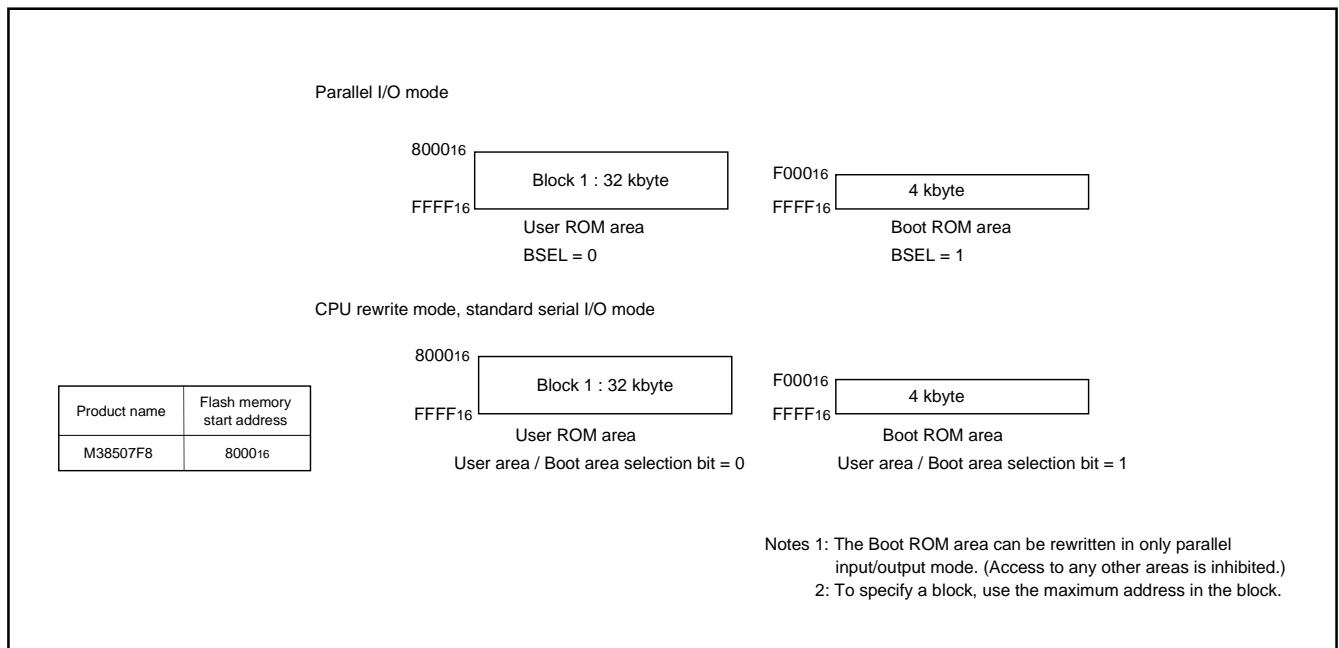 Parallel I/O mode
800016
Block 1 : 32 kbyte
FFFF16
User ROM area
BSEL = 0
F00016
4 kbyte
FFFF16
Boot ROM area
BSEL = 1
CPU rewrite mode, standard serial I/O mode
800016
Block 1 : 32 kbyte
FFFF16
User ROM area
User area / Boot area selection bit = 0
F00016
4 kbyte
FFFF16
Boot ROM area
User area / Boot area selection bit = 1
Product name
Flash memory
start address
M38507F8
800016
Notes 1: The Boot ROM area can be rewritten in only parallel
input/output mode. (Access to any other areas is inhibited.)
2: To specify a block, use the maximum address in the block.